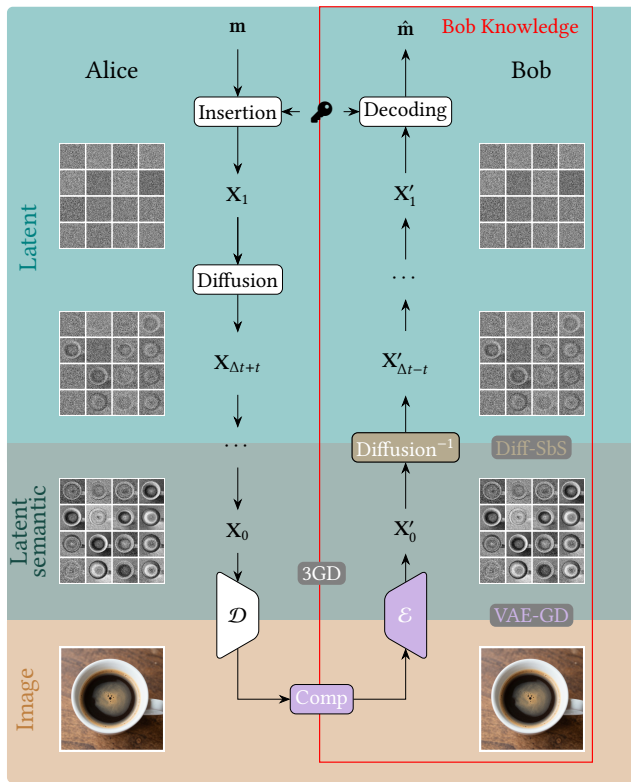 m
m̂
Bob Knowledge
Alice
Bob
Insertion
Decoding
X₁
X′₁
Latent
Diffusion
...
X_{Δt+t}
X′_{Δt−t}
...
Diffusion⁻¹
Diff-SbS
Latent
semantic
X₀
X′₀
3GD
𝒟
ℰ
VAE-GD
Image
Comp